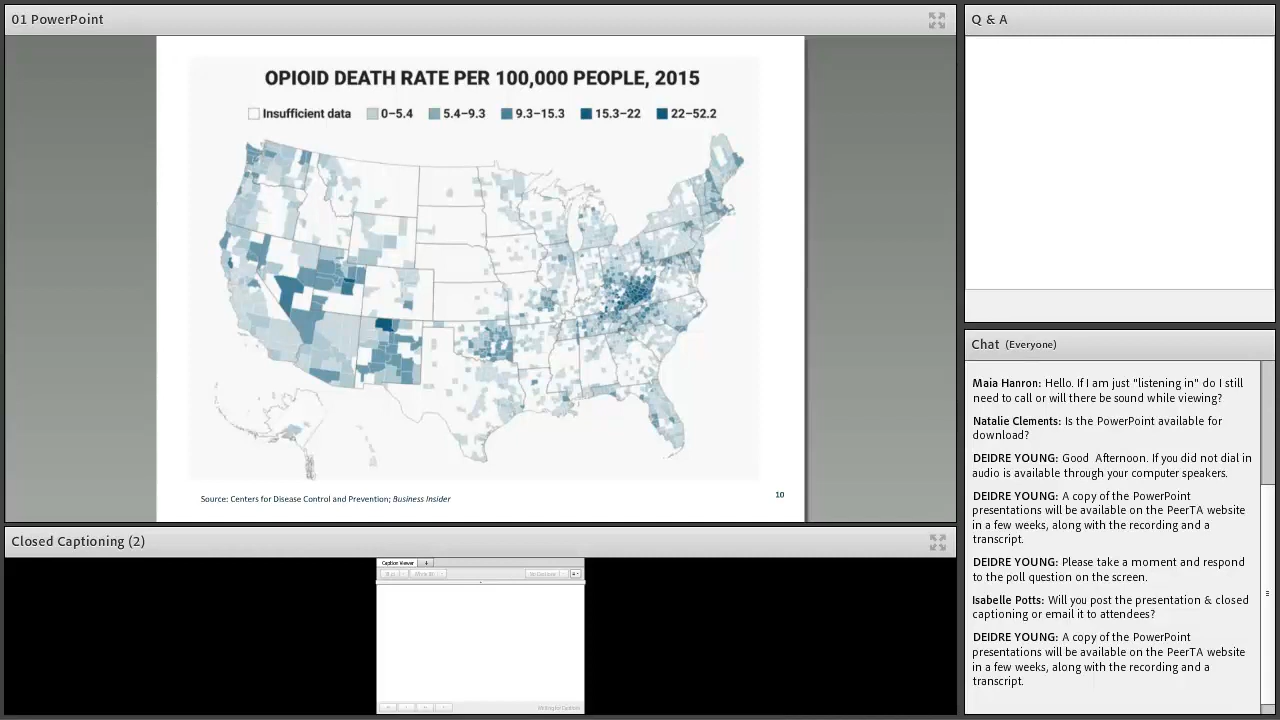 01 PowerPoint
OPIOID DEATH RATE PER 100,000 PEOPLE, 2015
Insufficient data 0–5.4 5.4–9.3 9.3–15.3 15.3–22 22–52.2
Source: Centers for Disease Control and Prevention; Business Insider
10
Closed Captioning (2)
Caption Viewer
Q & A
Chat (Everyone)
Maia Hanron: Hello. If I am just "listening in" do I still
need to call or will there be sound while viewing?
Natalie Clements: Is the PowerPoint available for
download?
DEIDRE YOUNG: Good Afternoon. If you did not dial in
audio is available through your computer speakers.
DEIDRE YOUNG: A copy of the PowerPoint
presentations will be available on the PeerTA website
in a few weeks, along with the recording and a
transcript.
DEIDRE YOUNG: Please take a moment and respond
to the poll question on the screen.
Isabelle Potts: Will you post the presentation & closed
captioning or email it to attendees?
DEIDRE YOUNG: A copy of the PowerPoint
presentations will be available on the PeerTA website
in a few weeks, along with the recording and a
transcript.